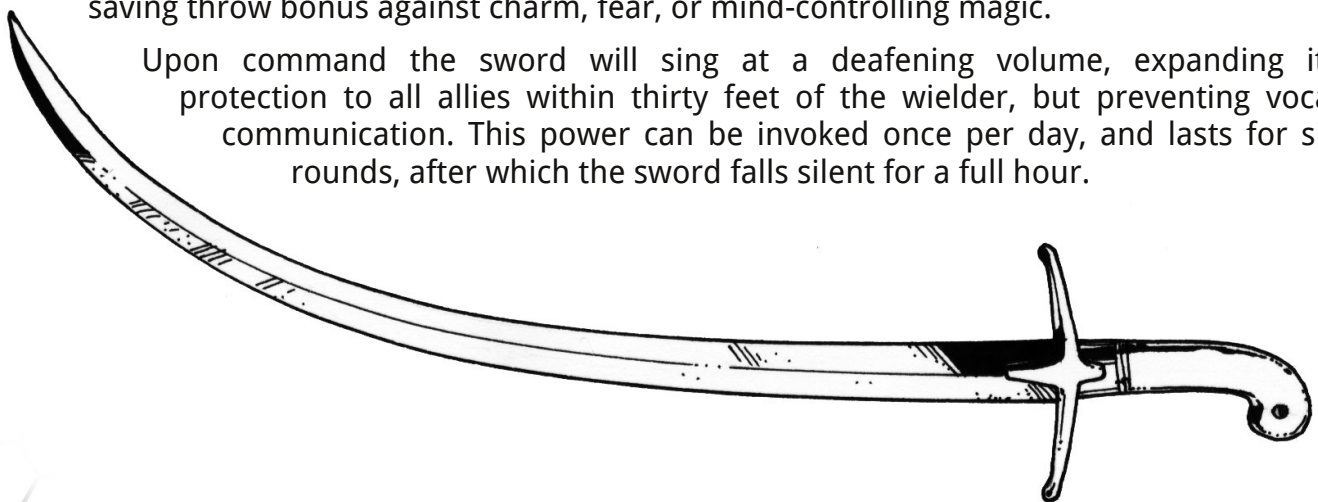 saving throw bonus against charm, fear, or mind-controlling magic.
Upon command the sword will sing at a deafening volume, expanding it
protection to all allies within thirty feet of the wielder, but preventing voca
communication. This power can be invoked once per day, and lasts for s
rounds, after which the sword falls silent for a full hour.